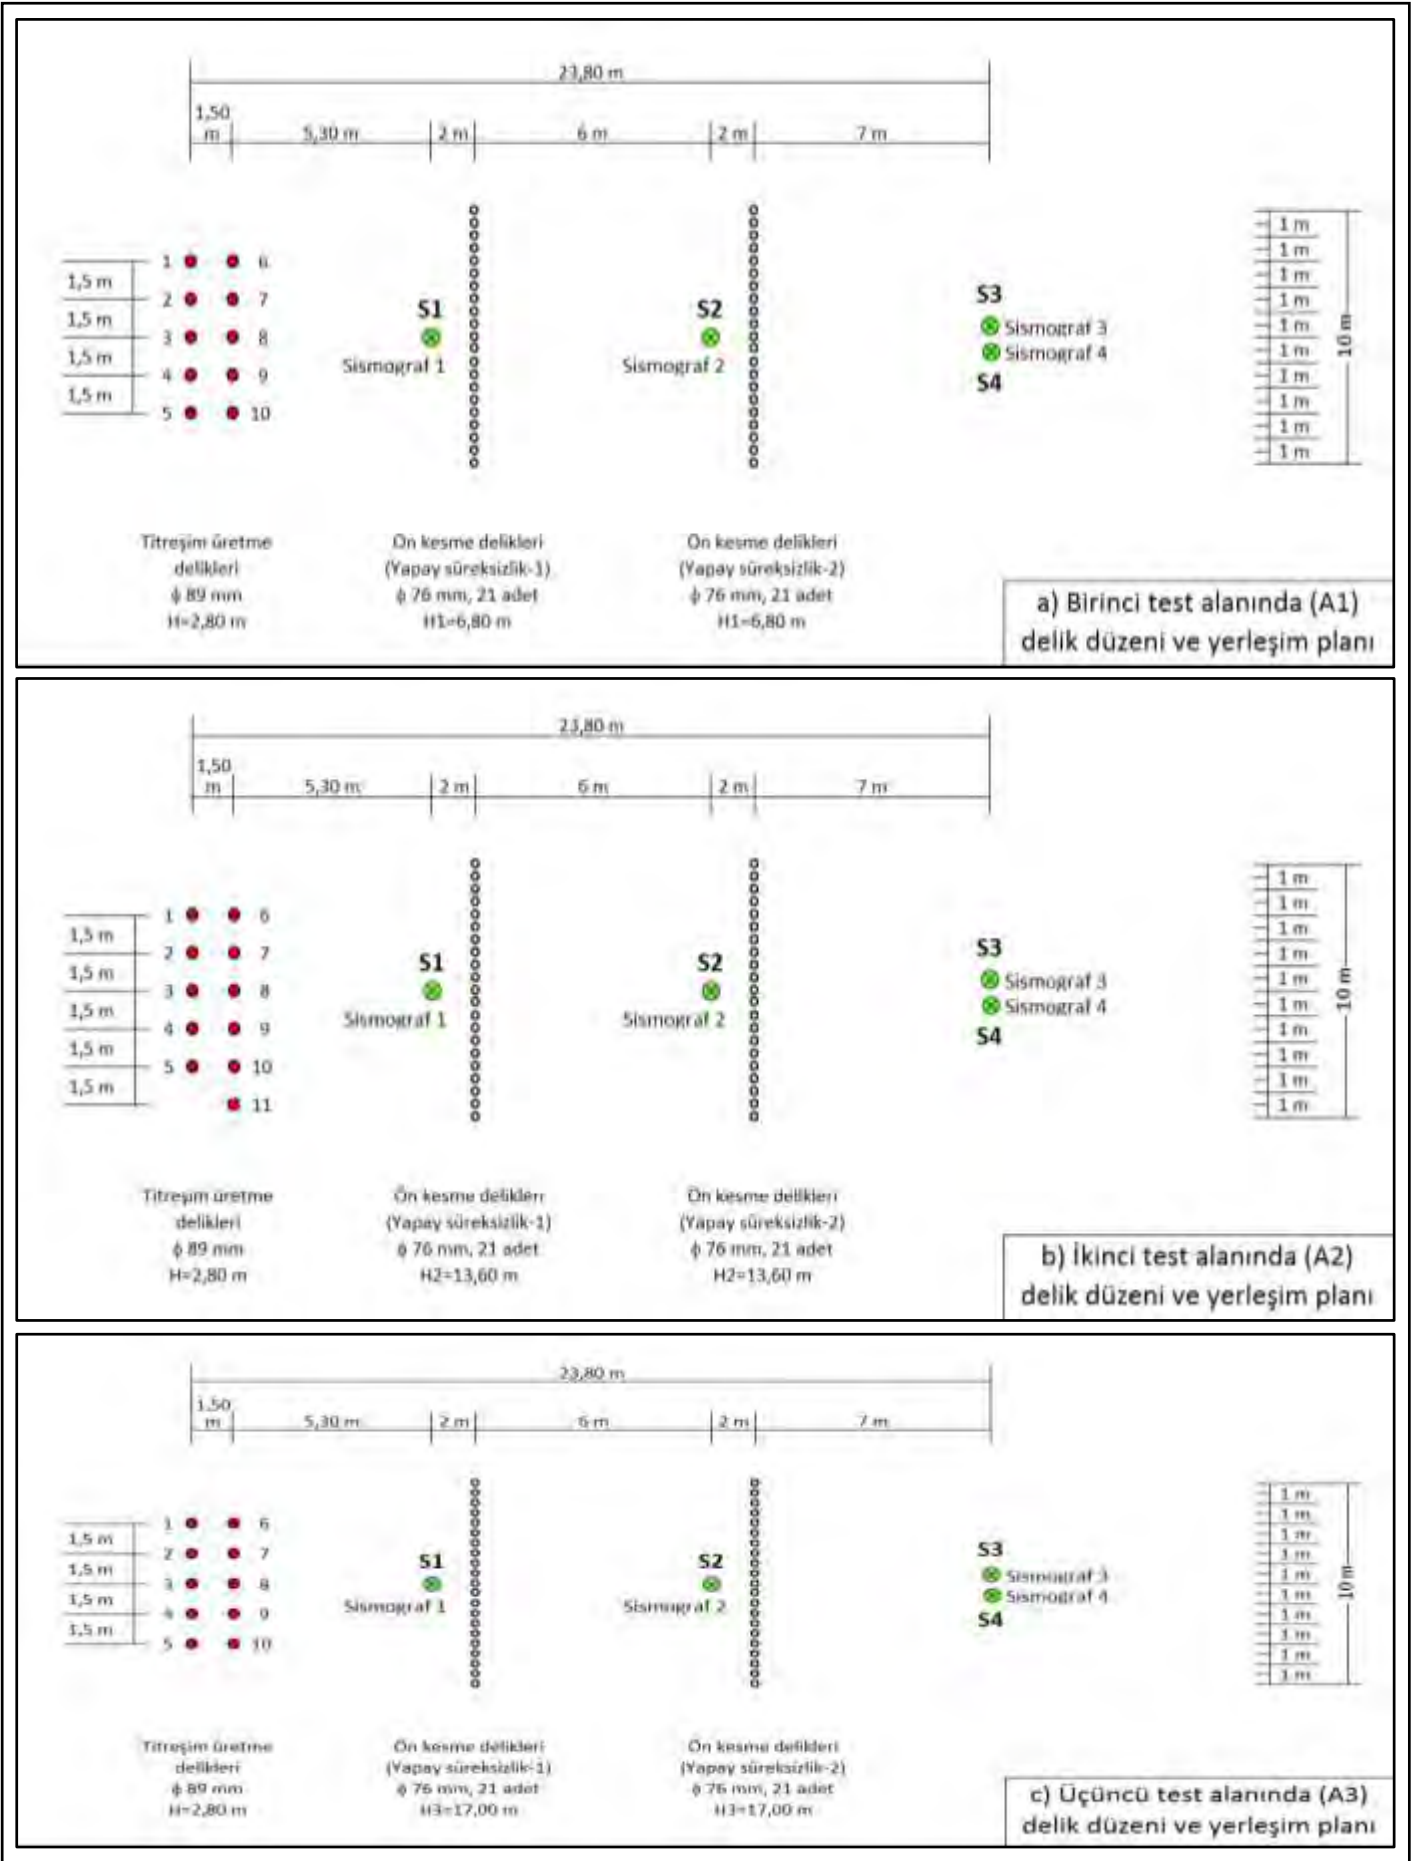 23,80 m
1,50
m
5,30 m
2 m
6 m
2 m
7 m
1,5 m
1,5 m
1,5 m
1,5 m
1
2
3
4
5
6
7
8
9
10
S1
Sismograf 1
S2
Sismograf 2
S3
Sismograf 3
Sismograf 4
S4
1 m
1 m
1 m
1 m
1 m
1 m
1 m
1 m
1 m
1 m
10 m
Titreşim üretme
delikleri
ϕ 89 mm
H=2,80 m
Ön kesme delikleri
(Yapay süreksizlik-1)
ϕ 76 mm, 21 adet
H1=6,80 m
Ön kesme delikleri
(Yapay süreksizlik-2)
ϕ 76 mm, 21 adet
H1=6,80 m
a) Birinci test alanında (A1)
delik düzeni ve yerleşim planı
23,80 m
1,50
m
5,30 m
2 m
6 m
2 m
7 m
1,5 m
1,5 m
1,5 m
1,5 m
1,5 m
1
2
3
4
5
6
7
8
9
10
11
S1
Sismograf 1
S2
Sismograf 2
S3
Sismograf 3
Sismograf 4
S4
1 m
1 m
1 m
1 m
1 m
1 m
1 m
1 m
1 m
1 m
10 m
Titreşim üretme
delikleri
ϕ 89 mm
H=2,80 m
Ön kesme delikleri
(Yapay süreksizlik-1)
ϕ 76 mm, 21 adet
H2=13,60 m
Ön kesme delikleri
(Yapay süreksizlik-2)
ϕ 76 mm, 21 adet
H2=13,60 m
b) İkinci test alanında (A2)
delik düzeni ve yerleşim planı
23,80 m
1,50
m
5,30 m
2 m
6 m
2 m
7 m
1,5 m
1,5 m
1,5 m
1,5 m
1
2
3
4
5
6
7
8
9
10
S1
Sismograf 1
S2
Sismograf 2
S3
Sismograf 3
Sismograf 4
S4
1 m
1 m
1 m
1 m
1 m
1 m
1 m
1 m
1 m
1 m
10 m
Titreşim üretme
delikleri
ϕ 89 mm
H=2,80 m
Ön kesme delikleri
(Yapay süreksizlik-1)
ϕ 76 mm, 21 adet
H3=17,00 m
Ön kesme delikleri
(Yapay süreksizlik-2)
ϕ 76 mm, 21 adet
H3=17,00 m
c) Üçüncü test alanında (A3)
delik düzeni ve yerleşim planı